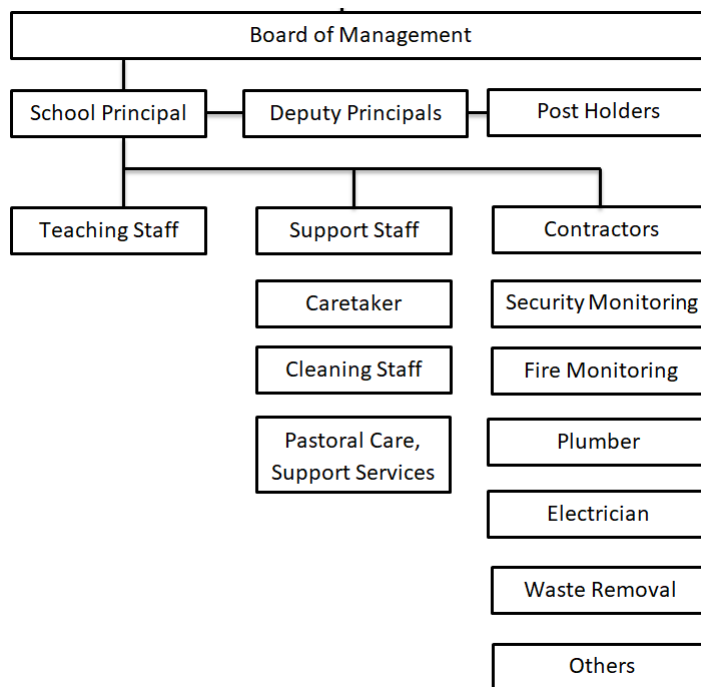 Board of Management
School Principal
Deputy Principals
Post Holders
Teaching Staff
Support Staff
Contractors
Caretaker
Security Monitoring
Cleaning Staff
Fire Monitoring
Pastoral Care,
Support Services
Plumber
Electrician
Waste Removal
Others